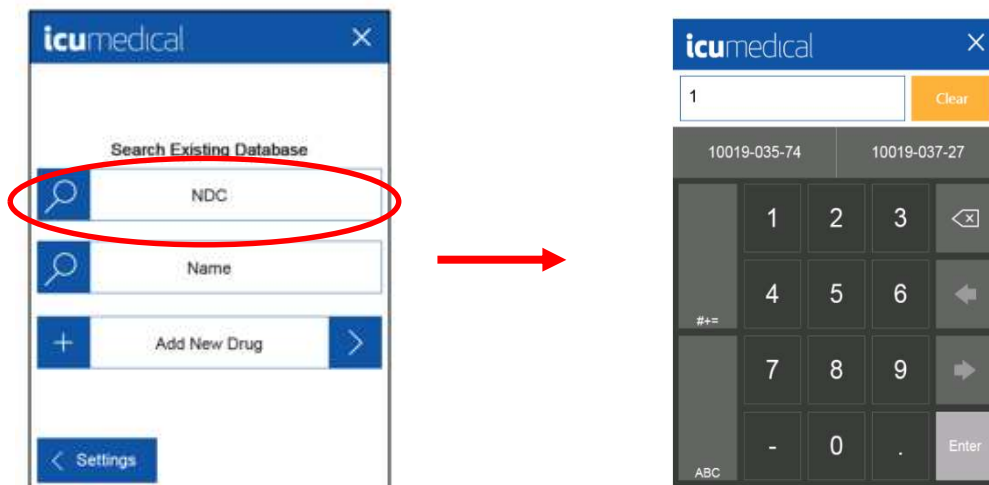 icumedical
Search Existing Database
NDC
Name
Add New Drug
Settings
icumedical
1
Clear
10019-035-74 10019-037-27
1 2 3
4 5 6
#+=
7 8 9
- 0 . Enter
ABC